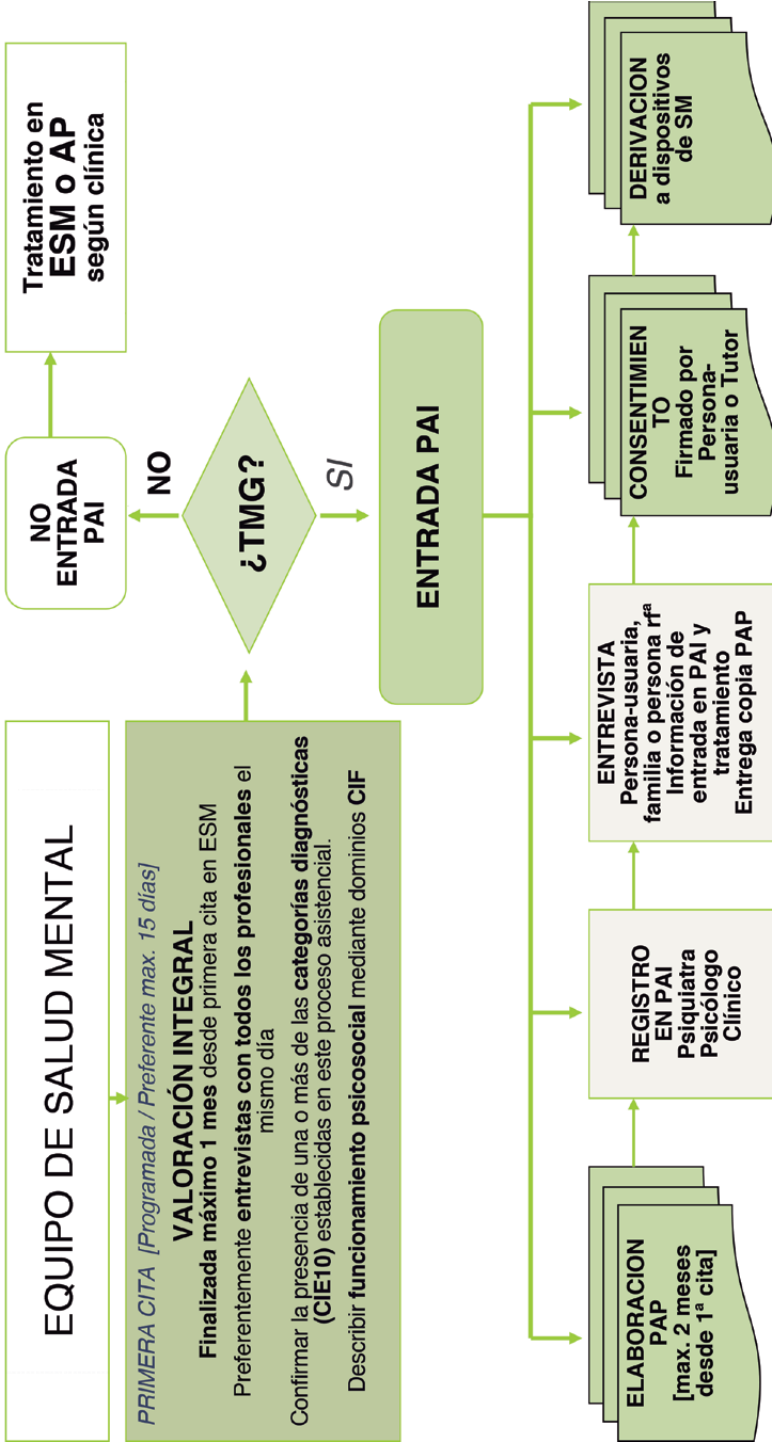 EQUIPO DE SALUD MENTAL
PRIMERA CITA [Programada / Preferente max. 15 días]
VALORACIÓN INTEGRAL
Finalizada máximo 1 mes desde primera cita en ESM
Preferentemente entrevistas con todos los profesionales el
mismo día
Confirmar la presencia de una o más de las categorías diagnósticas
(CIE10) establecidas en este proceso asistencial.
Describir funcionamiento psicosocial mediante dominios CIF
NO
ENTRADA
PAI
Tratamiento en
ESM o AP
según clínica
NO
¿TMG?
SI
ENTRADA PAI
ELABORACION
PAP
[max. 2 meses
desde 1ª cita]
REGISTRO
EN PAI
Psiquiatra
Psicólogo
Clínico
ENTREVISTA
Persona-usuaria,
familia o persona rfª
Información de
entrada en PAI y
tratamiento
Entrega copia PAP
CONSENTIMIEN
TO
Firmado por
Persona-
usuaria o Tutor
DERIVACION
a dispositivos
de SM